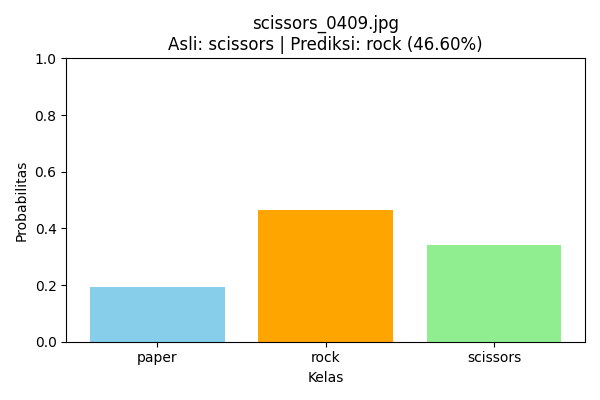 scissors_0409.jpg
Asli: scissors | Prediksi: rock (46.60%)
1.0
0.8
0.6
0.4
0.2
0.0
Probabilitas
paper
rock
scissors
Kelas